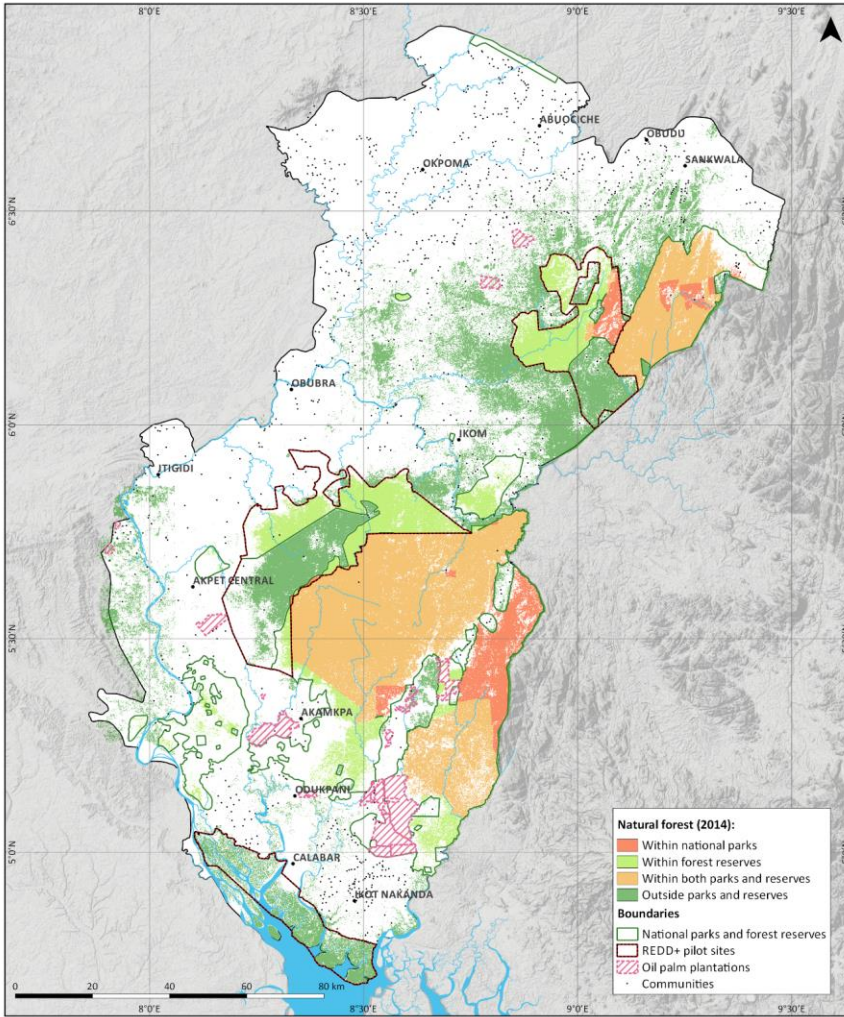 8°0'E 8°30'E 9°0'E 9°30'E
ABUOCICHE
OBUDU
OKPOMA
SANKWALA
6°30'N
OBUBRA
6°0'N
IKOM
ITIGIDI
AKPET CENTRAL
5°30'N
AKAMKPA
ODUKPANI
5°0'N
CALABAR
IKOT NAKANDA
Natural forest (2014):
Within national parks
Within forest reserves
Within both parks and reserves
Outside parks and reserves
Boundaries
National parks and forest reserves
REDD+ pilot sites
Oil palm plantations
Communities
0 20 40 60 80 km
8°0'E 8°30'E 9°0'E 9°30'E